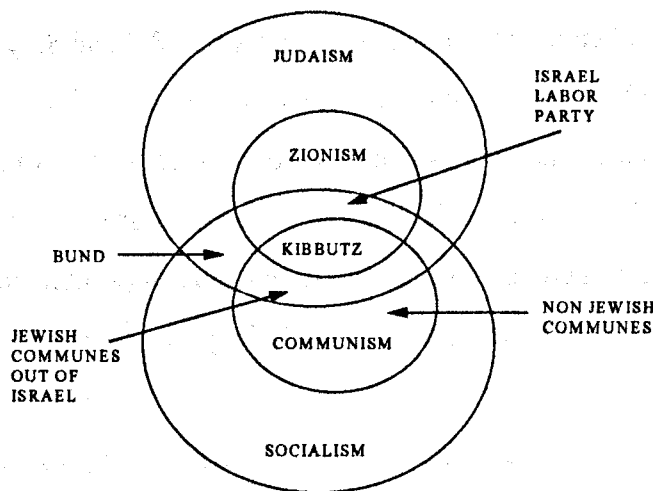 JUDAISM
ISRAEL
LABOR
PARTY
ZIONISM
BUND
KIBBUTZ
NON JEWISH
COMMUNES
JEWISH
COMMUNES
OUT OF
ISRAEL
COMMUNISM
SOCIALISM